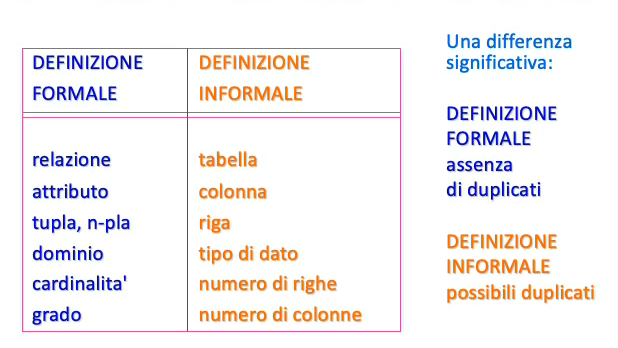 DEFINIZIONE DEFINIZIONE
FORMALE INFORMALE
relazione tabella
attributo colonna
tupla, n-pla riga
dominio tipo di dato
cardinalita' numero di righe
grado numero di colonne
Una differenza
significativa:
DEFINIZIONE
FORMALE
assenza
di duplicati
DEFINIZIONE
INFORMALE
possibili duplicati